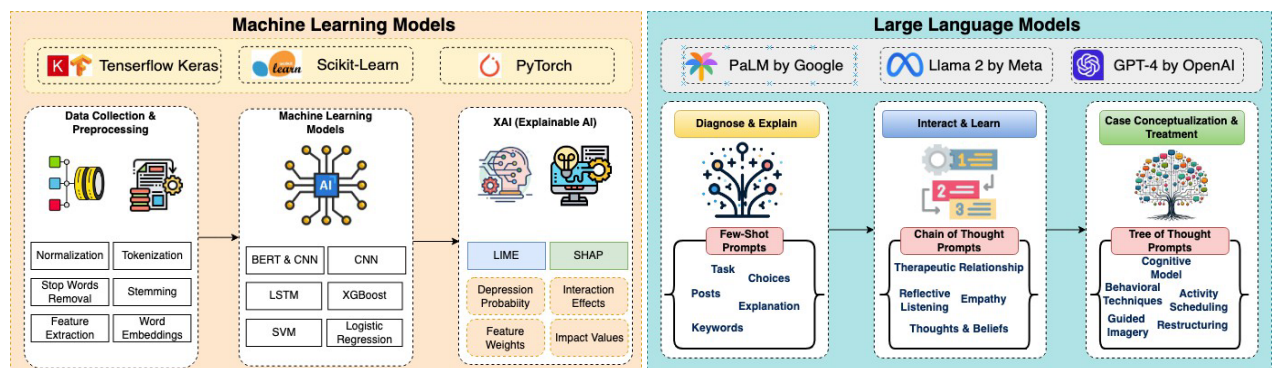 Machine Learning Models
Tenserflow Keras
learn
Scikit-Learn
PyTorch
Data Collection &
Preprocessing
Normalization
Tokenization
Stop Words
Removal
Stemming
Feature
Extraction
Word
Embeddings
Machine Learning
Models
AI
BERT & CNN
CNN
LSTM
XGBoost
SVM
Logistic
Regression
XAI (Explainable AI)
LIME
SHAP
Depression
Probabiity
Interaction
Effects
Feature
Weights
Impact Values
Large Language Models
PaLM by Google
Llama 2 by Meta
GPT-4 by OpenAI
Diagnose & Explain
Few-Shot
Prompts
Task
Choices
Posts
Explanation
Keywords
Interact & Learn
1
2
3
Chain of Thought
Prompts
Therapeutic Relationship
Reflective
Listening
Empathy
Thoughts & Beliefs
Case Conceptualization &
Treatment
Tree of Thought
Prompts
Cognitive
Model
Behavioral
Techniques
Activity
Scheduling
Guided
Imagery
Restructuring